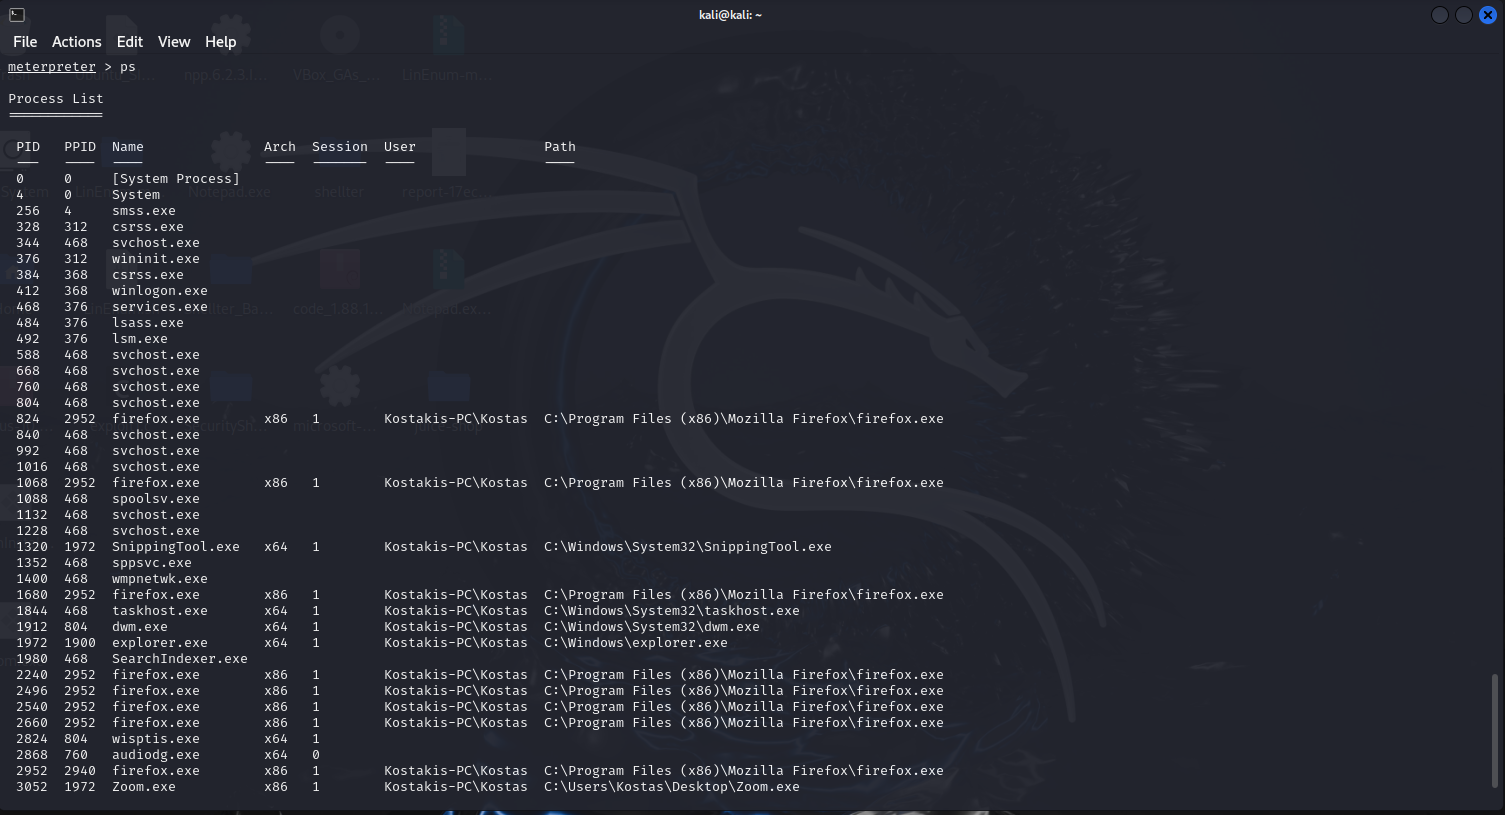 kali@kali: ~
File Actions Edit View Help
meterpreter > ps
Process List
============
PID PPID Name Arch Session User Path
--- ---- ---- ---- ------- ---- ----
0 0 [System Process]
4 0 System
256 4 smss.exe
328 312 csrss.exe
344 468 svchost.exe
376 312 wininit.exe
384 368 csrss.exe
412 368 winlogon.exe
468 376 services.exe
484 376 lsass.exe
492 376 lsm.exe
588 468 svchost.exe
668 468 svchost.exe
760 468 svchost.exe
804 468 svchost.exe
824 2952 firefox.exe x86 1 Kostakis-PC\Kostas C:\Program Files (x86)\Mozilla Firefox\firefox.exe
840 468 svchost.exe
992 468 svchost.exe
1016 468 svchost.exe
1068 2952 firefox.exe x86 1 Kostakis-PC\Kostas C:\Program Files (x86)\Mozilla Firefox\firefox.exe
1088 468 spoolsv.exe
1132 468 svchost.exe
1228 468 svchost.exe
1320 1972 SnippingTool.exe x64 1 Kostakis-PC\Kostas C:\Windows\System32\SnippingTool.exe
1352 468 sppsvc.exe
1400 468 wmpnetwk.exe
1680 2952 firefox.exe x86 1 Kostakis-PC\Kostas C:\Program Files (x86)\Mozilla Firefox\firefox.exe
1844 468 taskhost.exe x64 1 Kostakis-PC\Kostas C:\Windows\System32\taskhost.exe
1912 804 dwm.exe x64 1 Kostakis-PC\Kostas C:\Windows\System32\dwm.exe
1972 1900 explorer.exe x64 1 Kostakis-PC\Kostas C:\Windows\explorer.exe
1980 468 SearchIndexer.exe
2240 2952 firefox.exe x86 1 Kostakis-PC\Kostas C:\Program Files (x86)\Mozilla Firefox\firefox.exe
2496 2952 firefox.exe x86 1 Kostakis-PC\Kostas C:\Program Files (x86)\Mozilla Firefox\firefox.exe
2540 2952 firefox.exe x86 1 Kostakis-PC\Kostas C:\Program Files (x86)\Mozilla Firefox\firefox.exe
2660 2952 firefox.exe x86 1 Kostakis-PC\Kostas C:\Program Files (x86)\Mozilla Firefox\firefox.exe
2824 804 wisptis.exe x64 1
2868 760 audiodg.exe x64 0
2952 2940 firefox.exe x86 1 Kostakis-PC\Kostas C:\Program Files (x86)\Mozilla Firefox\firefox.exe
3052 1972 Zoom.exe x86 1 Kostakis-PC\Kostas C:\Users\Kostas\Desktop\Zoom.exe